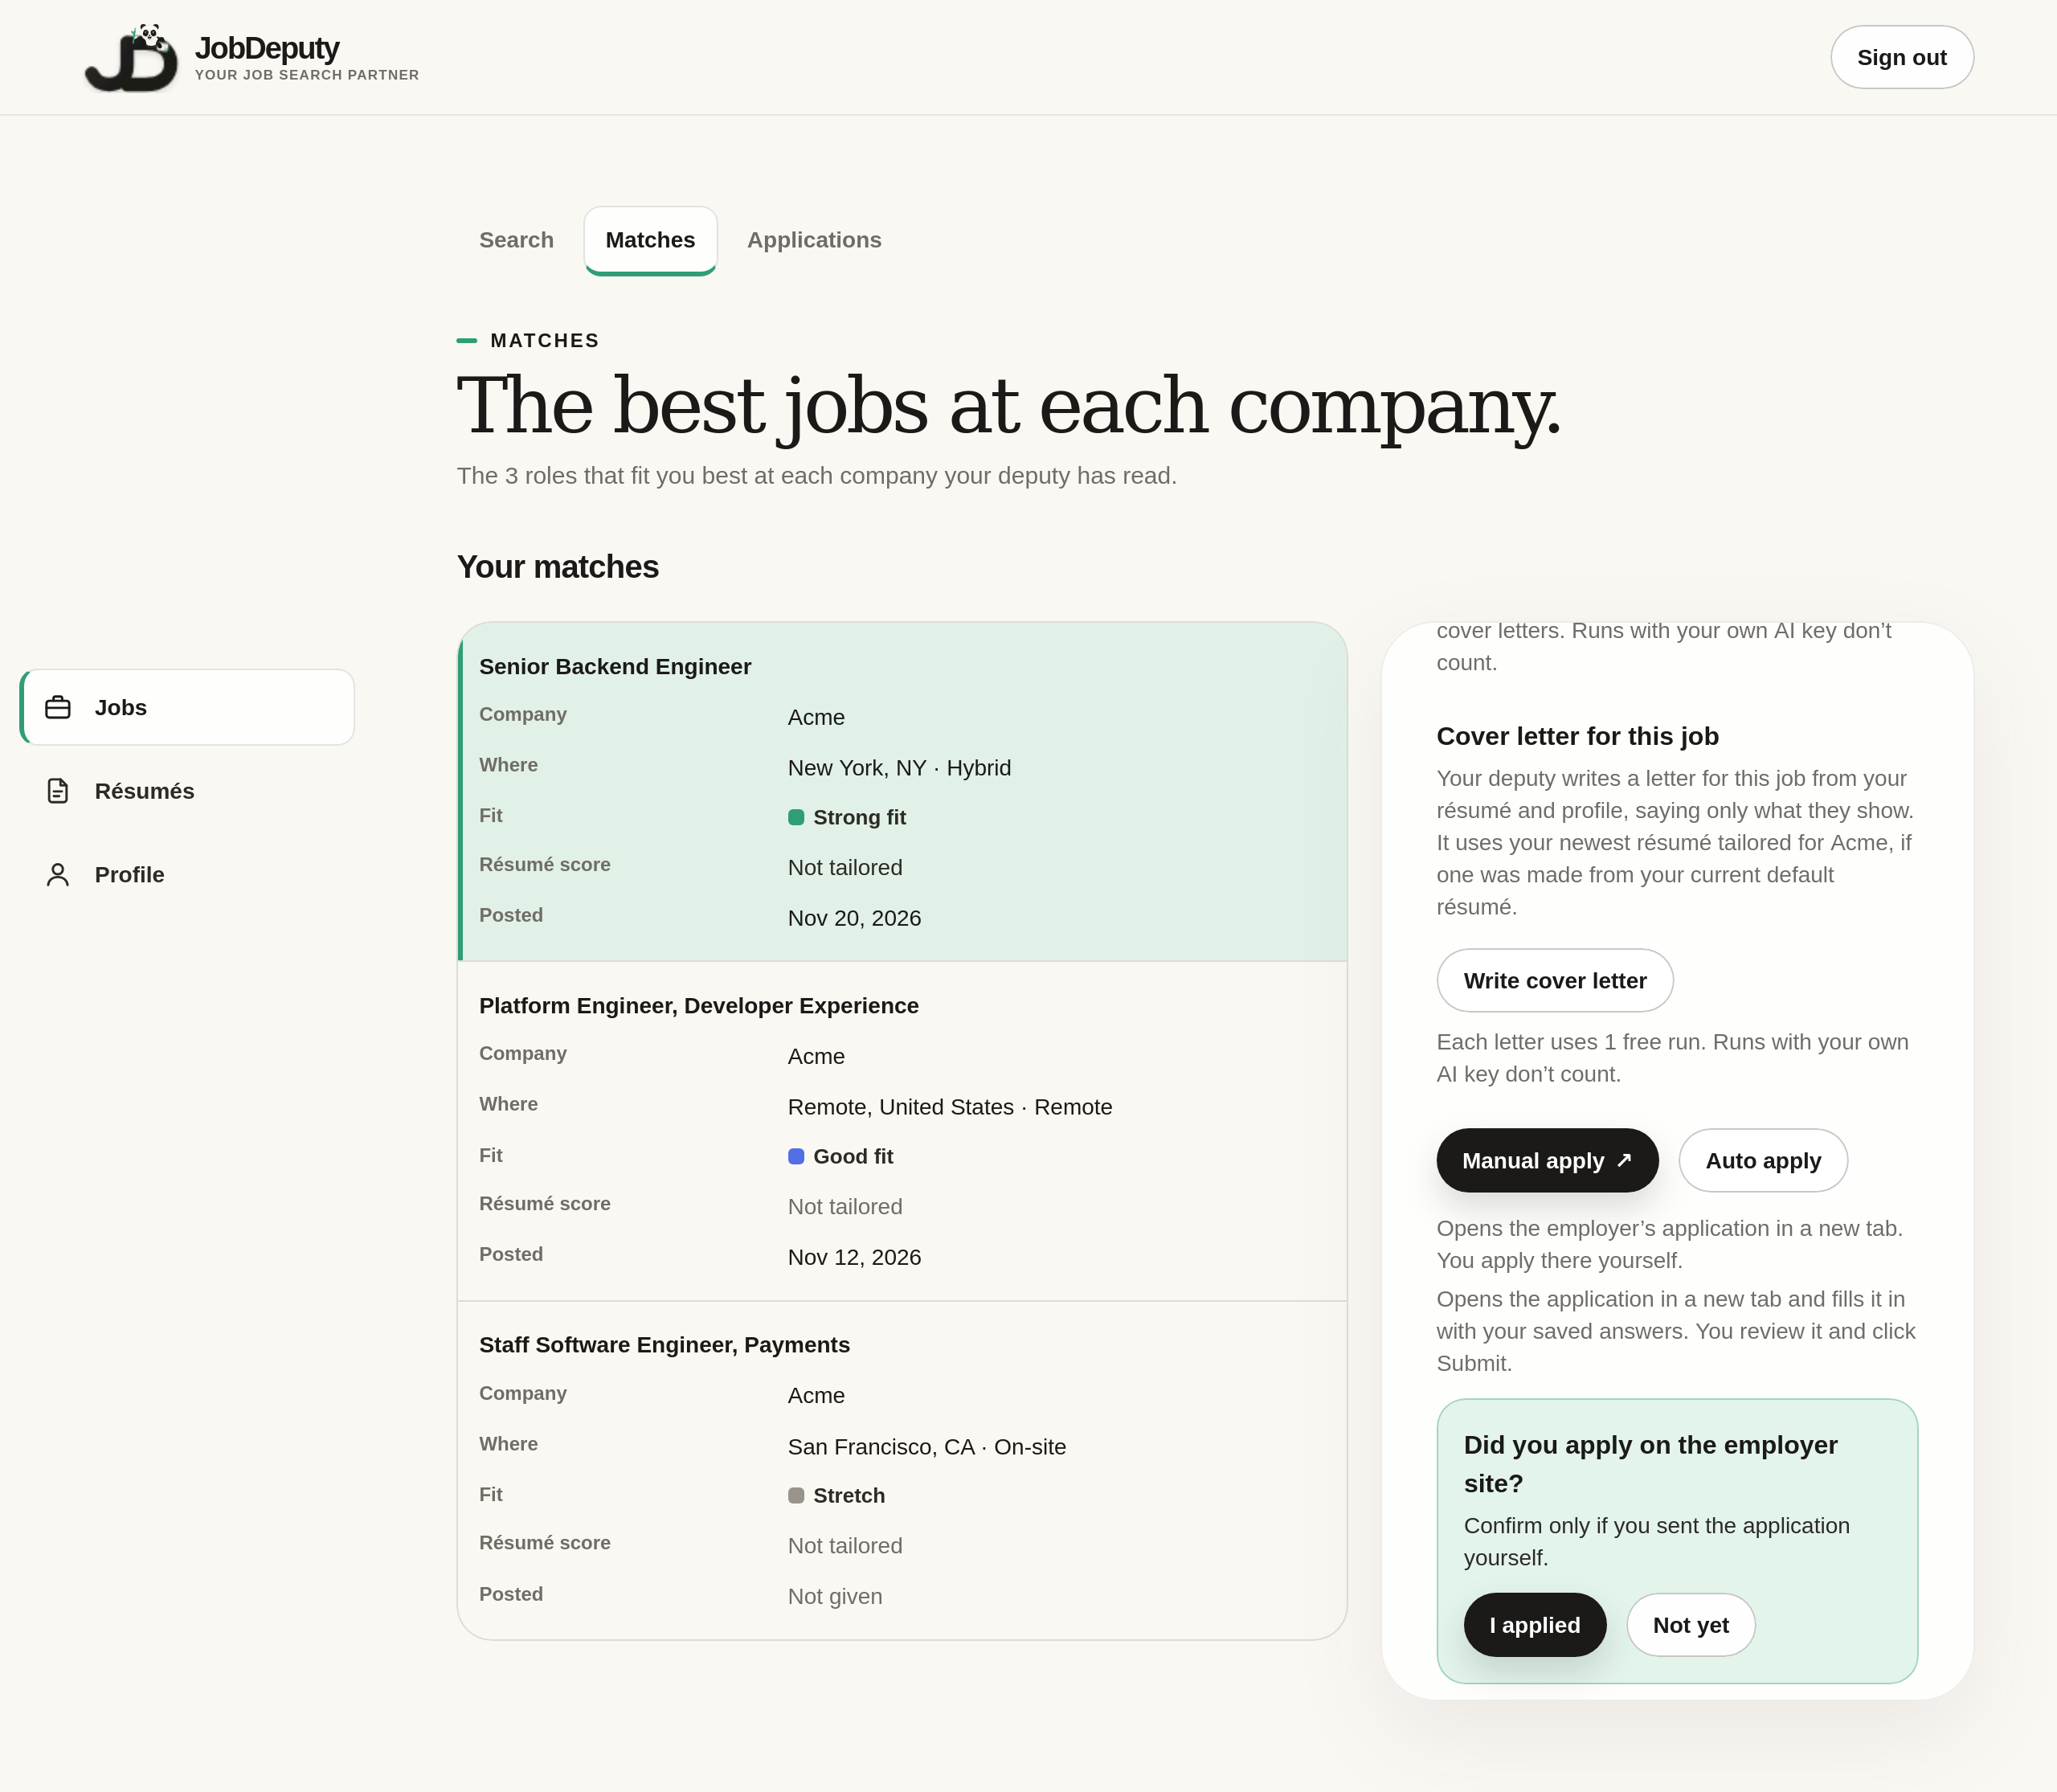 JobDeputy
YOUR JOB SEARCH PARTNER
Sign out
Search
Matches
Applications
MATCHES
The best jobs at each company.
The 3 roles that fit you best at each company your deputy has read.
Your matches
Jobs
Résumés
Profile
Senior Backend Engineer
Company Acme
Where New York, NY · Hybrid
Fit Strong fit
Résumé score Not tailored
Posted Nov 20, 2026
Platform Engineer, Developer Experience
Company Acme
Where Remote, United States · Remote
Fit Good fit
Résumé score Not tailored
Posted Nov 12, 2026
Staff Software Engineer, Payments
Company Acme
Where San Francisco, CA · On-site
Fit Stretch
Résumé score Not tailored
Posted Not given
cover letters. Runs with your own AI key don’t
count.
Cover letter for this job
Your deputy writes a letter for this job from your
résumé and profile, saying only what they show.
It uses your newest résumé tailored for Acme, if
one was made from your current default
résumé.
Write cover letter
Each letter uses 1 free run. Runs with your own
AI key don’t count.
Manual apply ↗
Auto apply
Opens the employer’s application in a new tab.
You apply there yourself.
Opens the application in a new tab and fills it in
with your saved answers. You review it and click
Submit.
Did you apply on the employer
site?
Confirm only if you sent the application
yourself.
I applied
Not yet